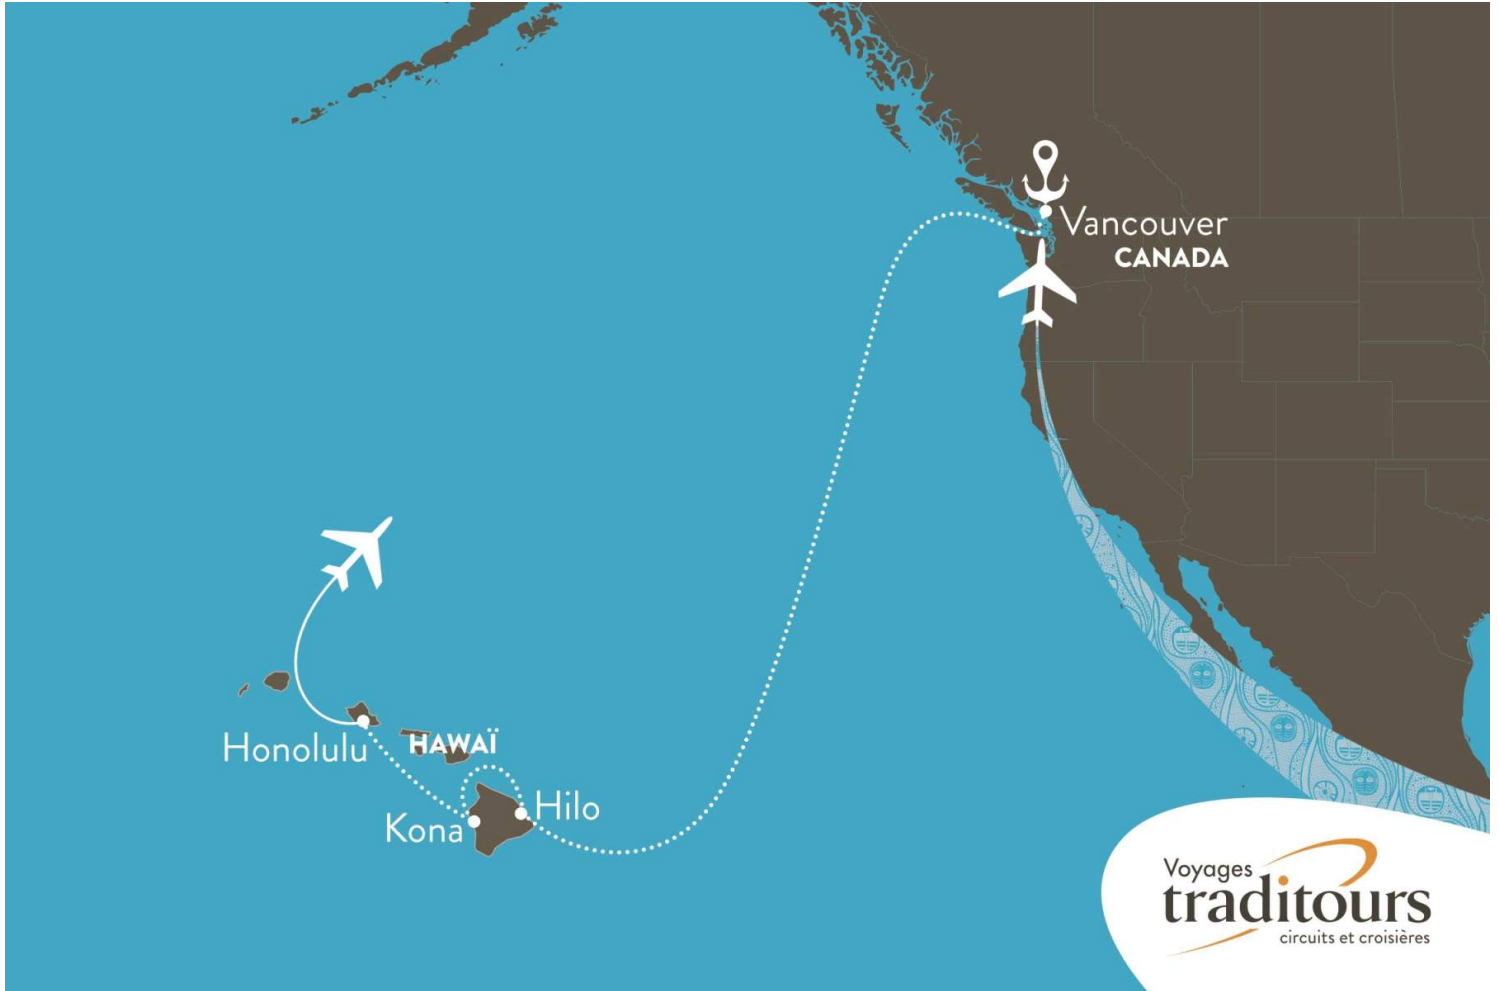 Vancouver
CANADA
Honolulu
HAWAÏ
Hilo
Kona
Voyages
traditours
circuits et croisières